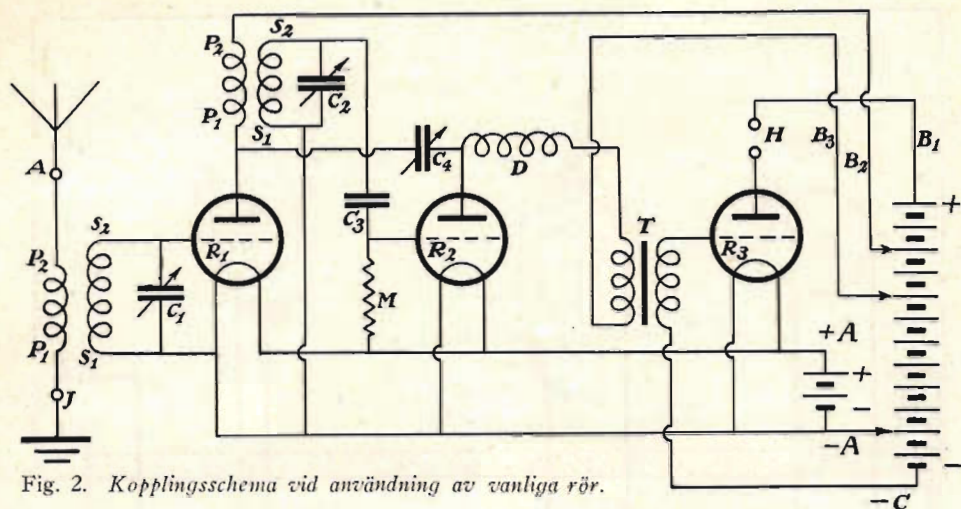 S2
P2
C2
P1
S1
A
H
B3
B2
B1
+
C4
D
C3
S2
R1
R2
T
R3
P2
C1
M
P1
S1
+A
+
J
−
−A
−
−C
Fig. 2. Kopplingsschema vid användning av vanliga rör.